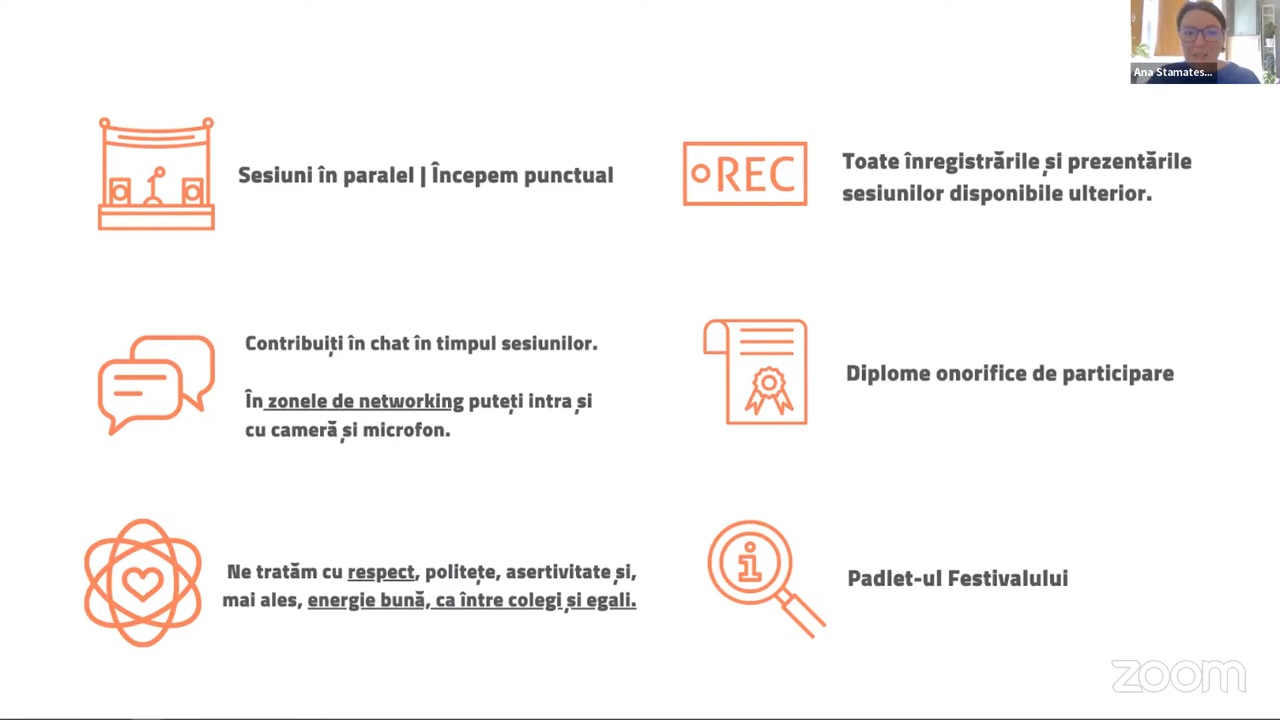 Ana Stamates...
Sesiuni în paralel | Începem punctual
REC
Toate înregistrările și prezentările
sesiunilor disponibile ulterior.
Contribuiți în chat în timpul sesiunilor.
În zonele de networking puteți intra și
cu cameră și microfon.
Diplome onorifice de participare
Ne tratăm cu respect, politețe, asertivitate și,
mai ales, energie bună, ca între colegi și egali.
i
Padlet-ul Festivalului
zoom